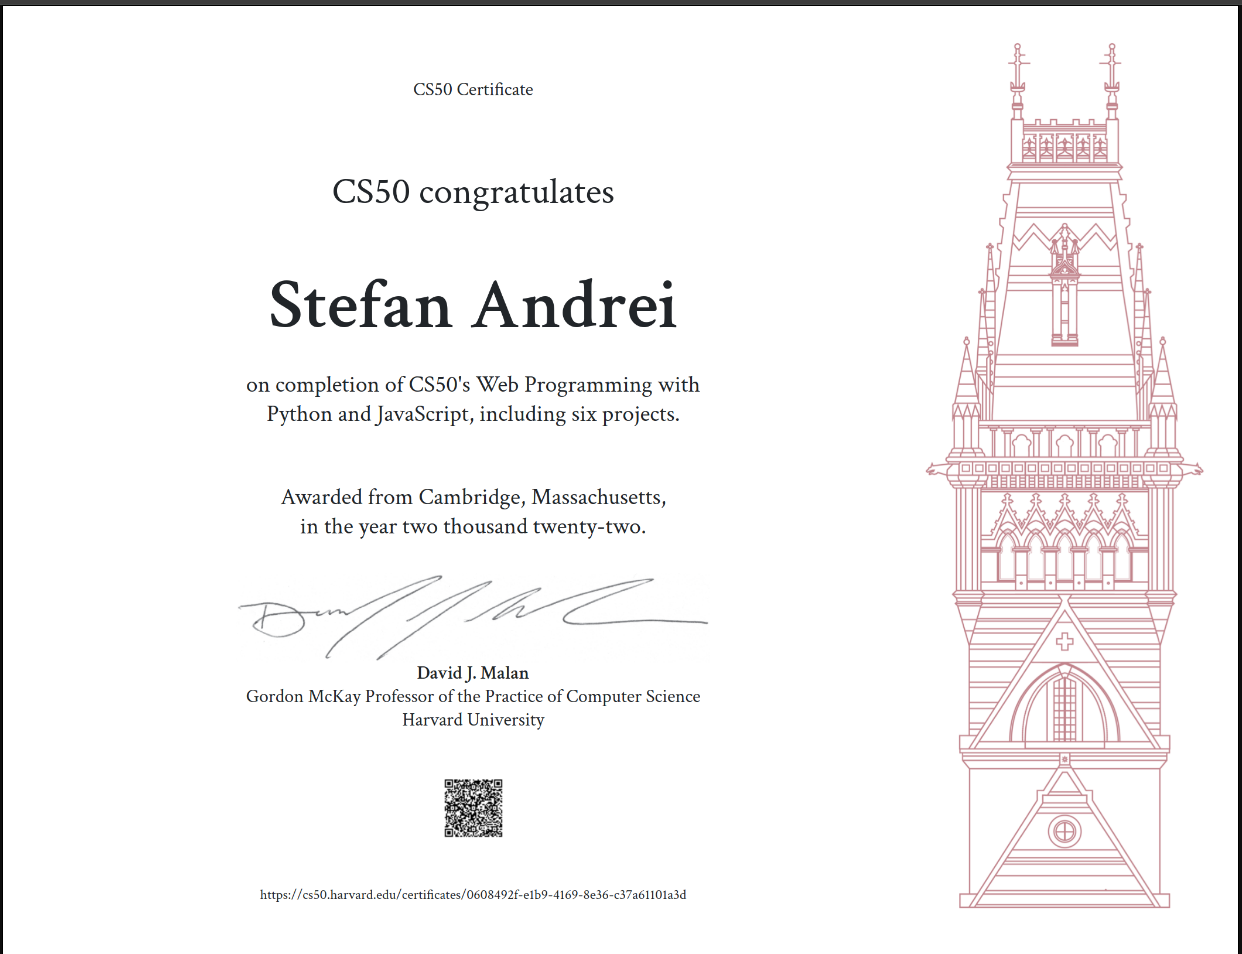 CS50 Certificate
CS50 congratulates
Stefan Andrei
on completion of CS50's Web Programming with
Python and JavaScript, including six projects.
Awarded from Cambridge, Massachusetts,
in the year two thousand twenty-two.
David J. Malan
Gordon McKay Professor of the Practice of Computer Science
Harvard University
https://cs50.harvard.edu/certificates/0608492f-e1b9-4169-8e36-c37a61101a3d